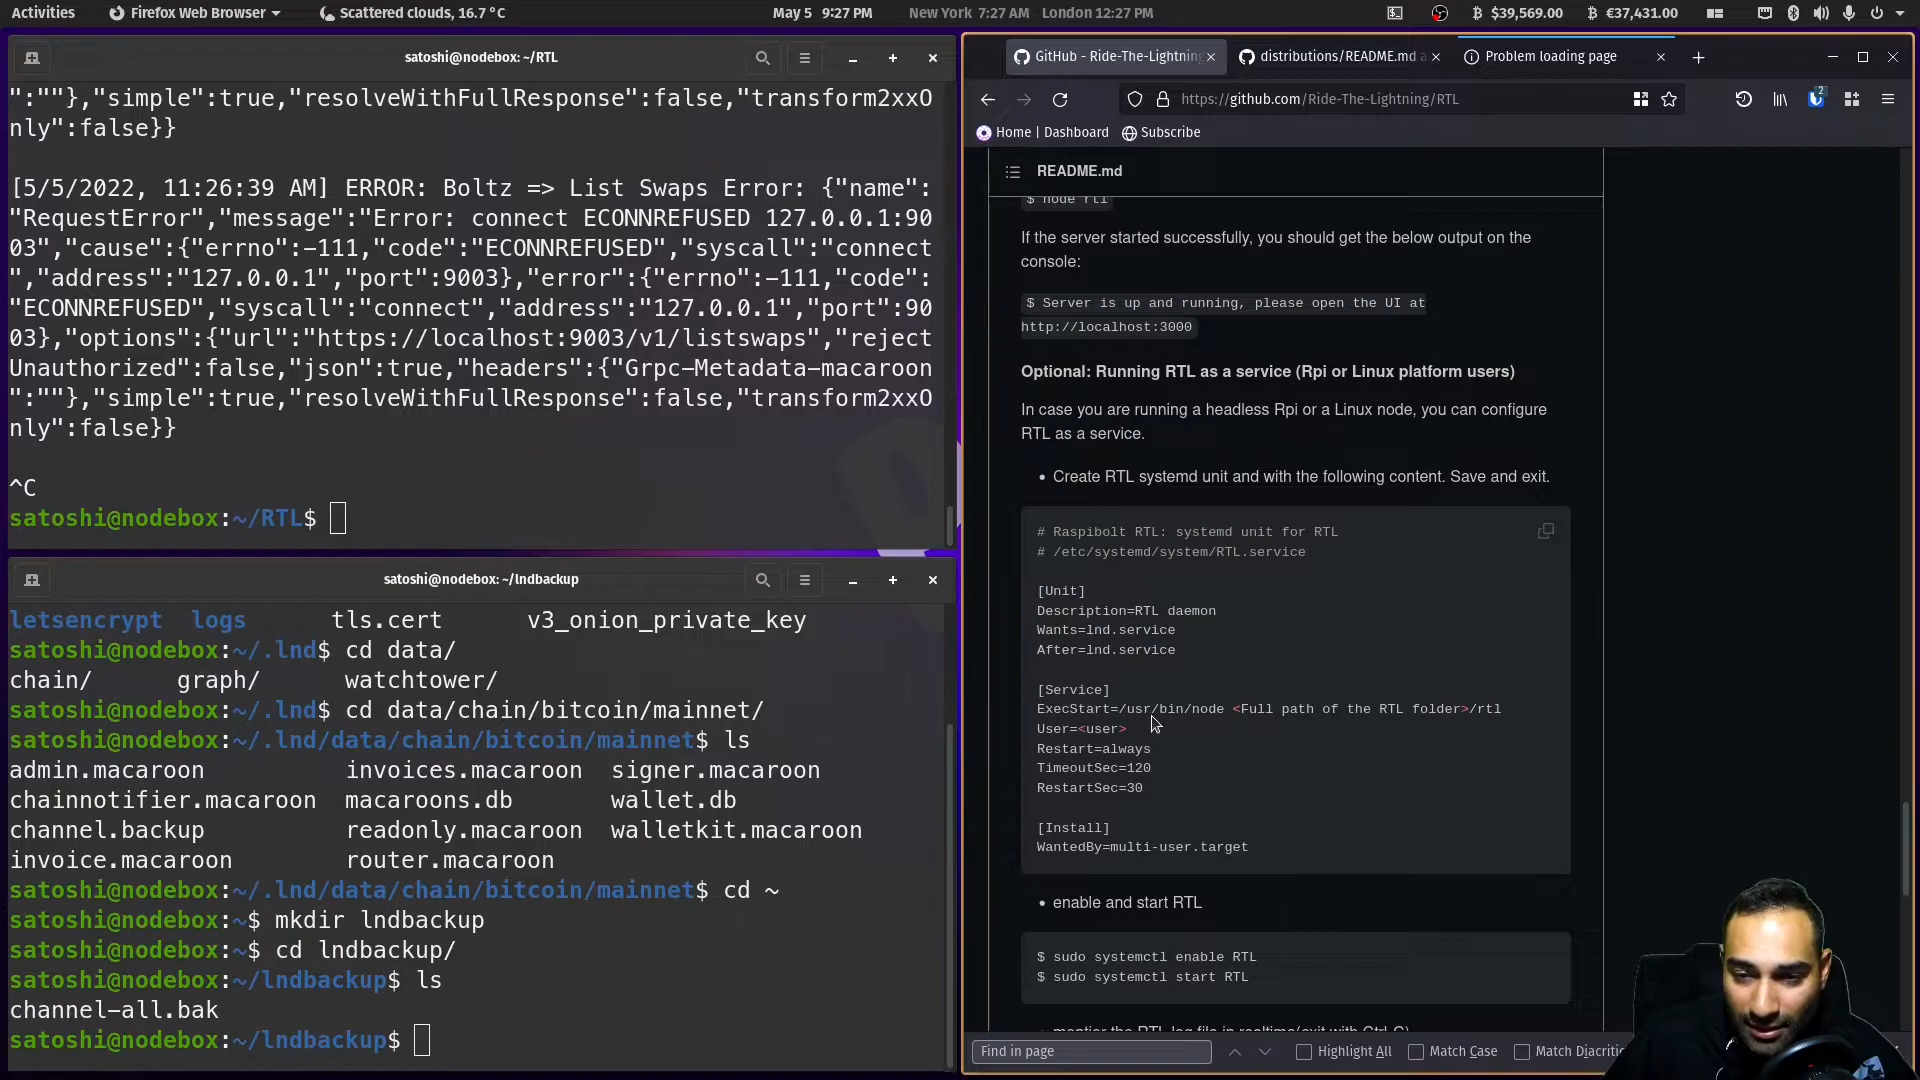 Activities
Firefox Web Browser
Scattered clouds, 16.7 °C
May 5 9:27 PM
New York 7:27 AM London 12:27 PM
$39,569.00
€37,431.00
satoshi@nodebox: ~/RTL
":""},"simple":true,"resolveWithFullResponse":false,"transform2xxO
nly":false}}
[5/5/2022, 11:26:39 AM] ERROR: Boltz => List Swaps Error: {"name":
"RequestError","message":"Error: connect ECONNREFUSED 127.0.0.1:90
03","cause":{"errno":-111,"code":"ECONNREFUSED","syscall":"connect
","address":"127.0.0.1","port":9003},"error":{"errno":-111,"code":
"ECONNREFUSED","syscall":"connect","address":"127.0.0.1","port":90
03},"options":{"url":"https://localhost:9003/v1/listswaps","reject
Unauthorized":false,"json":true,"headers":{"Grpc-Metadata-macaroon
":""},"simple":true,"resolveWithFullResponse":false,"transform2xxO
nly":false}}
^C
satoshi@nodebox:~/RTL$
satoshi@nodebox: ~/lndbackup
letsencrypt logs tls.cert v3_onion_private_key
satoshi@nodebox:~/.lnd$ cd data/
chain/ graph/ watchtower/
satoshi@nodebox:~/.lnd$ cd data/chain/bitcoin/mainnet/
satoshi@nodebox:~/.lnd/data/chain/bitcoin/mainnet$ ls
admin.macaroon invoices.macaroon signer.macaroon
chainnotifier.macaroon macaroons.db wallet.db
channel.backup readonly.macaroon walletkit.macaroon
invoice.macaroon router.macaroon
satoshi@nodebox:~/.lnd/data/chain/bitcoin/mainnet$ cd ~
satoshi@nodebox:~$ mkdir lndbackup
satoshi@nodebox:~$ cd lndbackup/
satoshi@nodebox:~/lndbackup$ ls
channel-all.bak
satoshi@nodebox:~/lndbackup$
GitHub - Ride-The-Lightning
distributions/README.md a
Problem loading page
https://github.com/Ride-The-Lightning/RTL
2
Home | Dashboard
Subscribe
README.md
$ node rtl
If the server started successfully, you should get the below output on the
console:
$ Server is up and running, please open the UI at
http://localhost:3000
Optional: Running RTL as a service (Rpi or Linux platform users)
In case you are running a headless Rpi or a Linux node, you can configure
RTL as a service.
• Create RTL systemd unit and with the following content. Save and exit.
# Raspibolt RTL: systemd unit for RTL
# /etc/systemd/system/RTL.service
[Unit]
Description=RTL daemon
Wants=lnd.service
After=lnd.service
[Service]
ExecStart=/usr/bin/node <Full path of the RTL folder>/rtl
User=<user>
Restart=always
TimeoutSec=120
RestartSec=30
[Install]
WantedBy=multi-user.target
• enable and start RTL
$ sudo systemctl enable RTL
$ sudo systemctl start RTL
the RTL log file in realtime(exit with Ctrl-C)
Find in page
Highlight All
Match Case
Match Diacritic